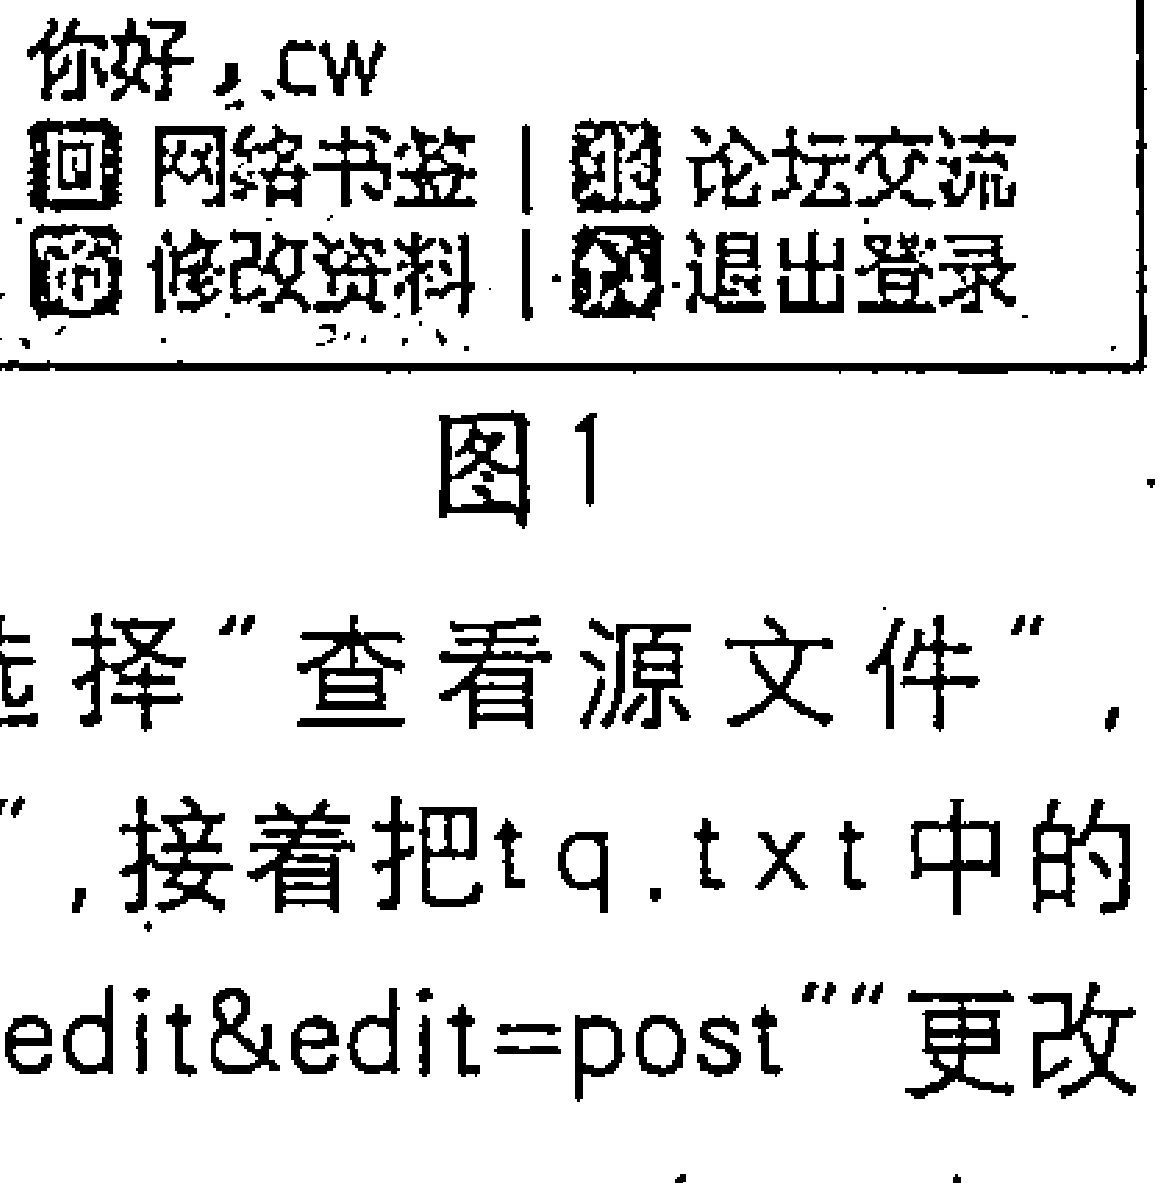 你好，cw
网络书签 | 论坛交流
修改资料 | 退出登录
图1
选择"查看源文件"，
"，接着把tq.txt中的
edit&edit=post""更改